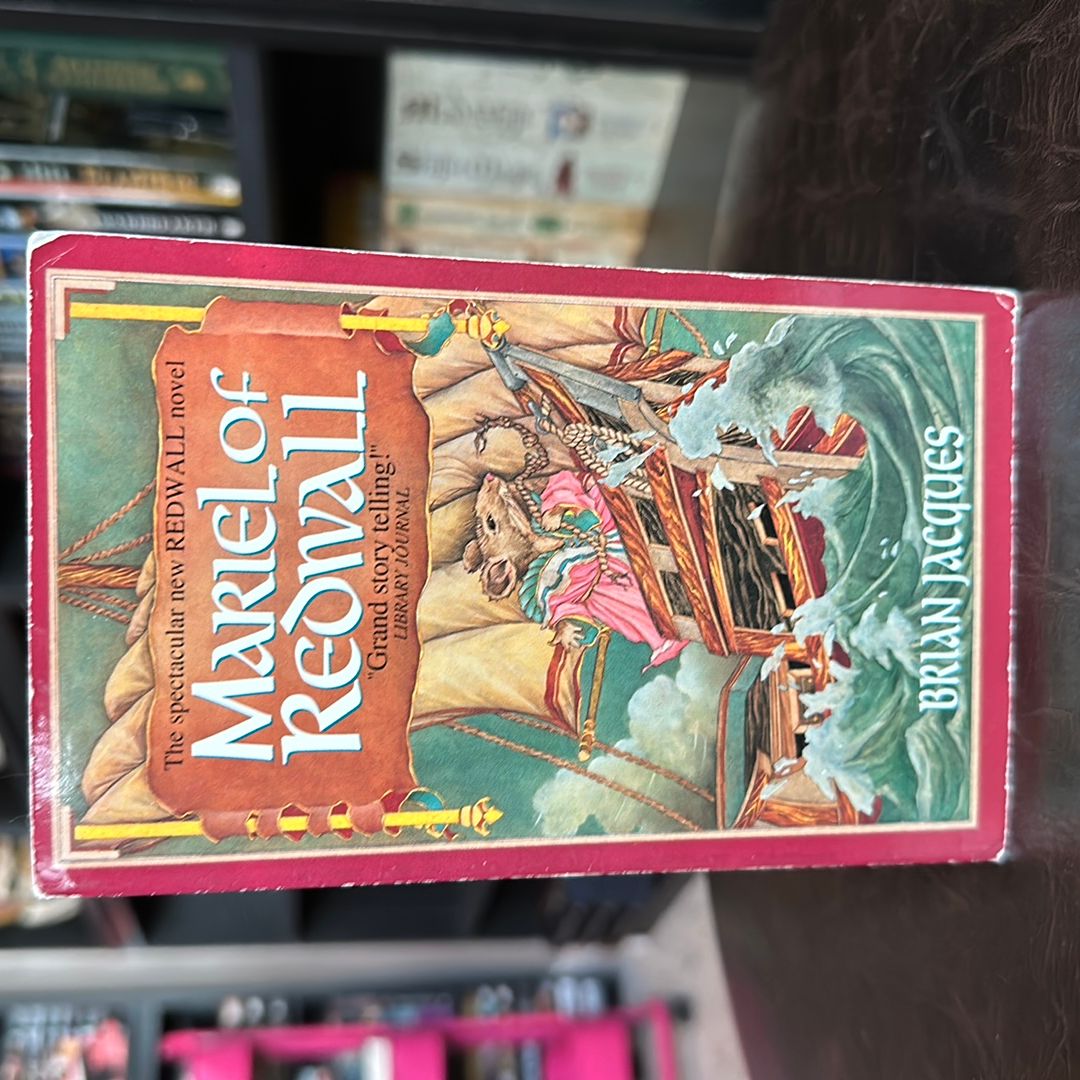 The spectacular new REDWALL novel
MARIEL OF
REDWALL
"Grand story telling!"
LIBRARY JOURNAL
BRIAN JACQUES